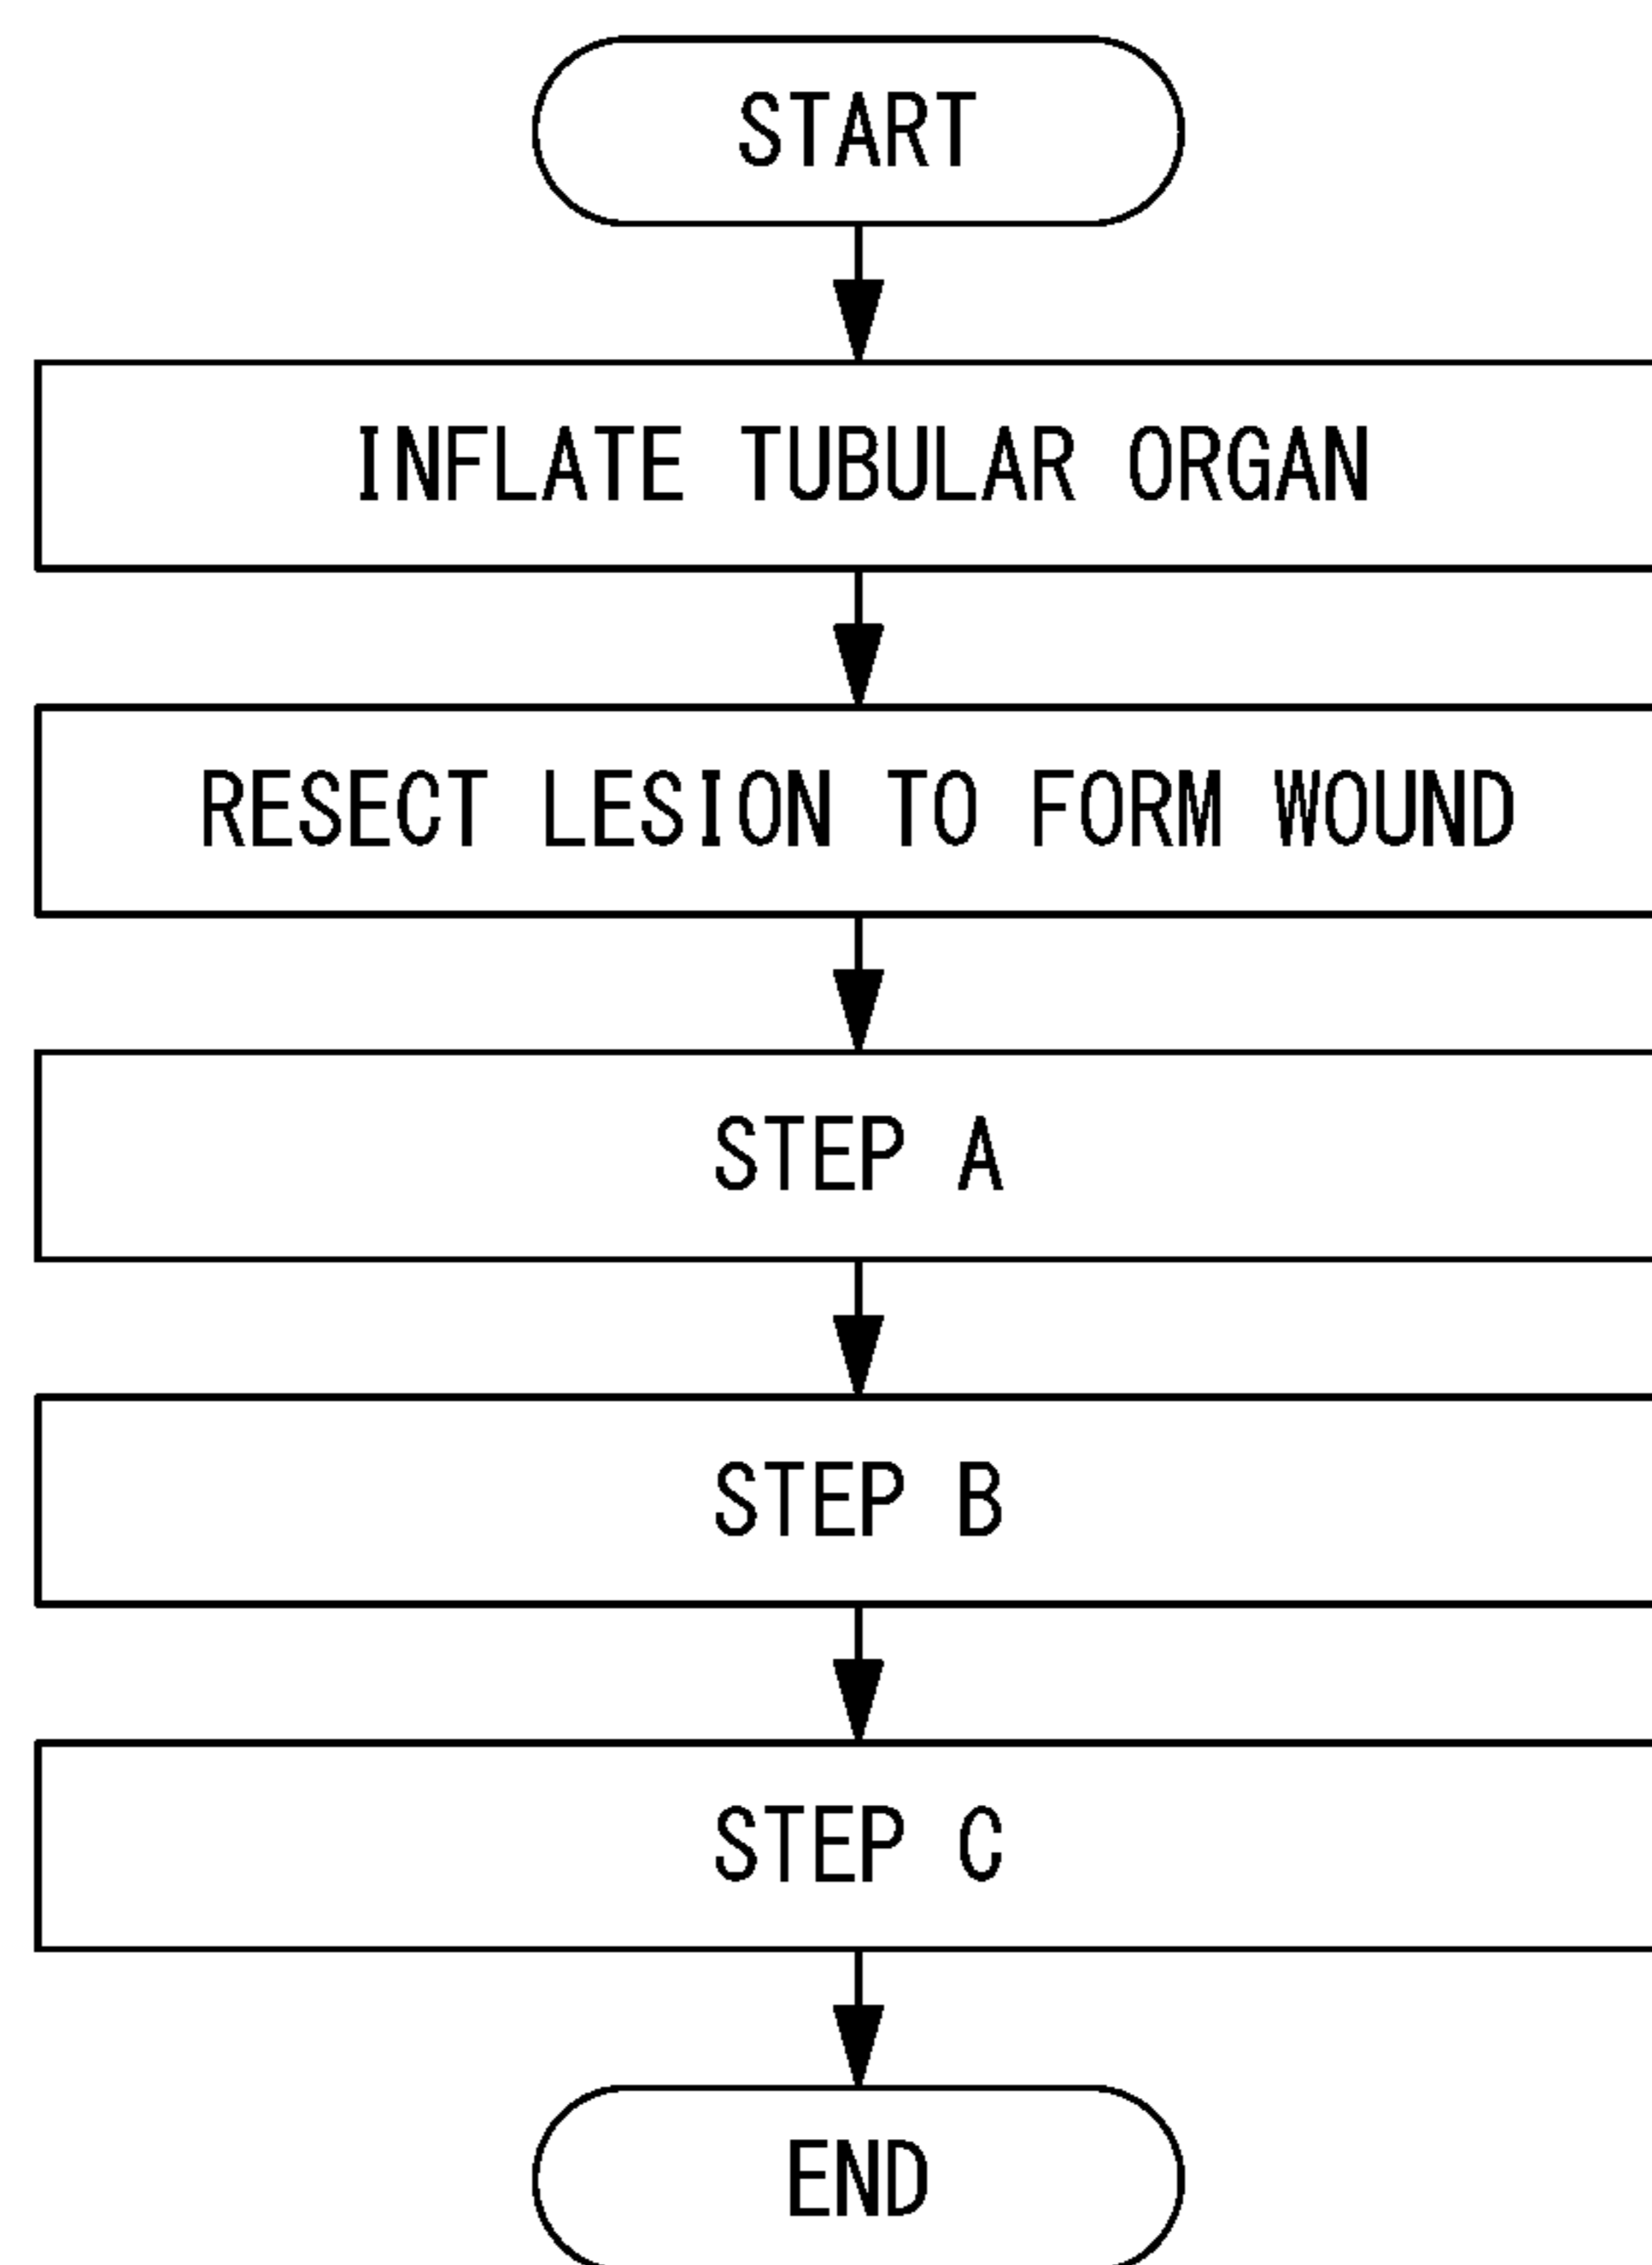 START
INFLATE TUBULAR ORGAN
RESECT LESION TO FORM WOUND
STEP A
STEP B
STEP C
END